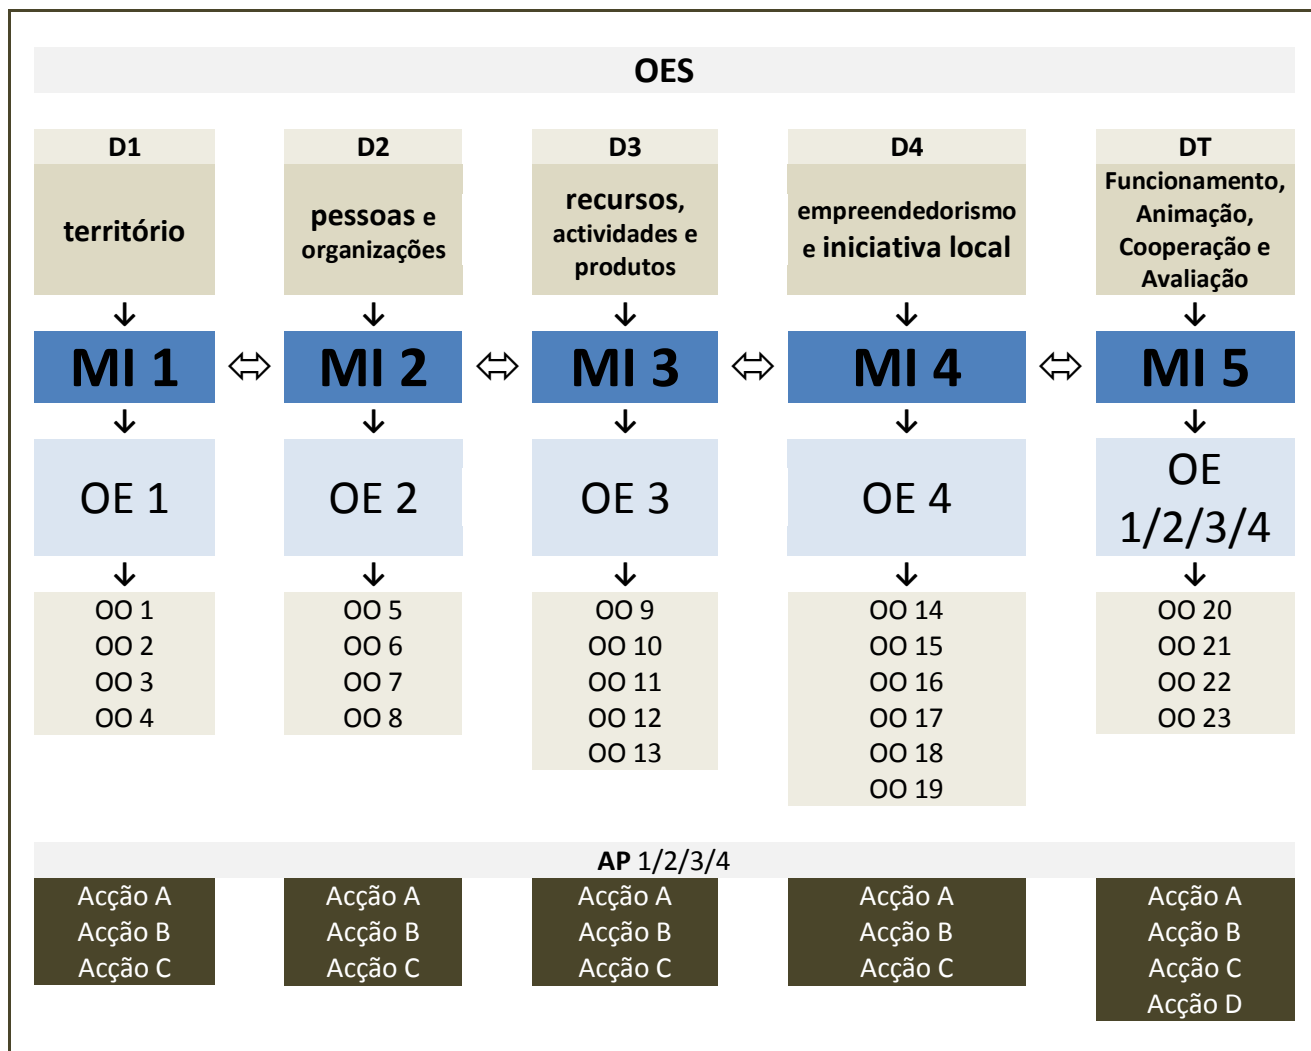 OES
D1
território
MI 1
OE 1
OO 1
OO 2
OO 3
OO 4
D2
pessoas e
organizações
MI 2
OE 2
OO 5
OO 6
OO 7
OO 8
D3
recursos,
actividades e
produtos
MI 3
OE 3
OO 9
OO 10
OO 11
OO 12
OO 13
D4
empreendedorismo
e iniciativa local
MI 4
OE 4
OO 14
OO 15
OO 16
OO 17
OO 18
OO 19
DT
Funcionamento,
Animação,
Cooperação e
Avaliação
MI 5
OE
1/2/3/4
OO 20
OO 21
OO 22
OO 23
AP 1/2/3/4
Acção A
Acção B
Acção C
Acção A
Acção B
Acção C
Acção A
Acção B
Acção C
Acção A
Acção B
Acção C
Acção A
Acção B
Acção C
Acção D